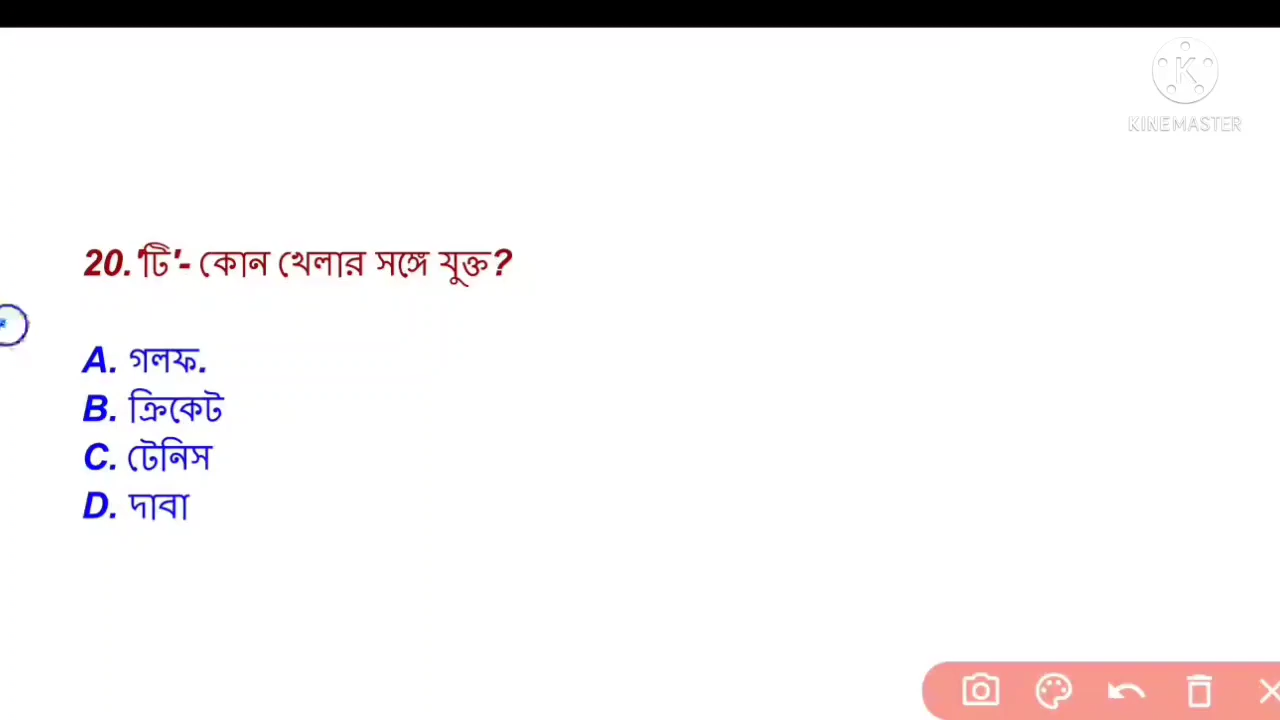 KINEMASTER
20.'টি'- কোন খেলার সঙ্গে যুক্ত?
A. গলফ.
B. ক্রিকেট
C. টেনিস
D. দাবা